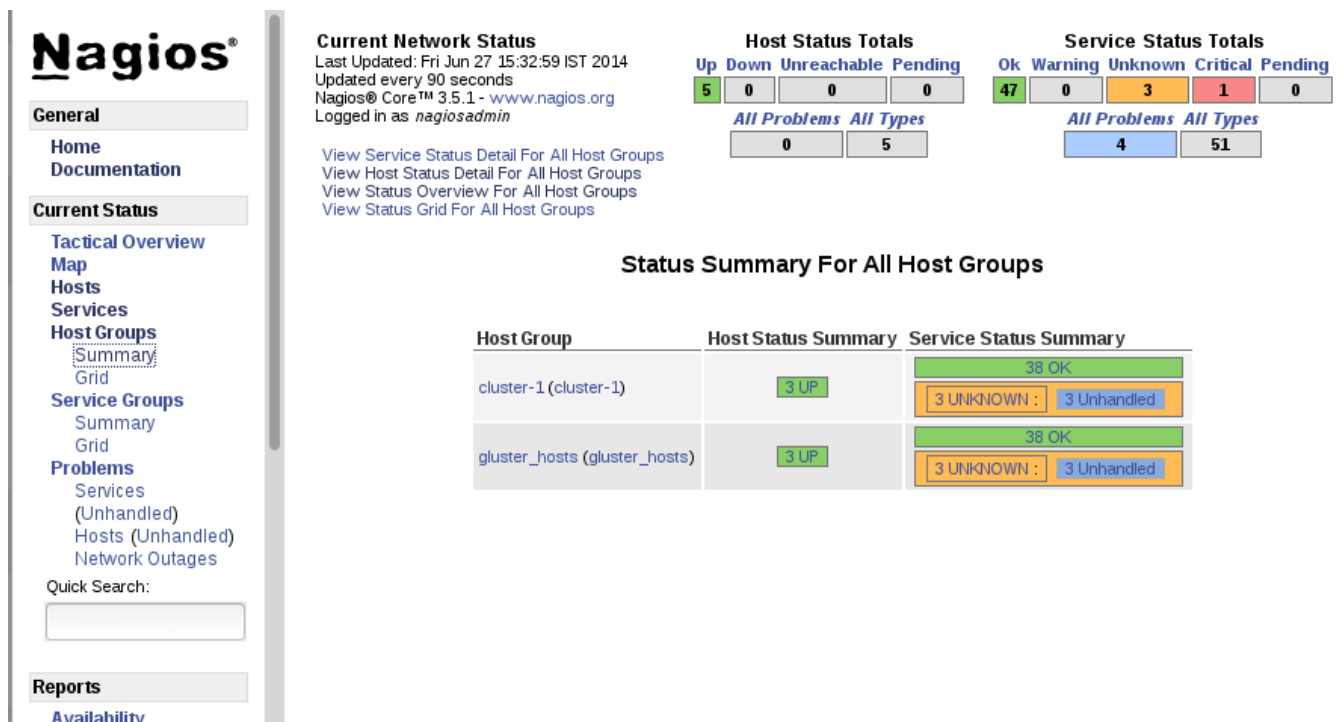 Nagios®
General
Home
Documentation
Current Status
Tactical Overview
Map
Hosts
Services
Host Groups
Summary
Grid
Service Groups
Summary
Grid
Problems
Services
(Unhandled)
Hosts (Unhandled)
Network Outages
Quick Search:
Reports
Availability
Current Network Status
Last Updated: Fri Jun 27 15:32:59 IST 2014
Updated every 90 seconds
Nagios® Core™ 3.5.1 - www.nagios.org
Logged in as nagiosadmin
View Service Status Detail For All Host Groups
View Host Status Detail For All Host Groups
View Status Overview For All Host Groups
View Status Grid For All Host Groups
Host Status Totals
Up Down Unreachable Pending
5 0 0 0
All Problems All Types
0 5
Service Status Totals
Ok Warning Unknown Critical Pending
47 0 3 1 0
All Problems All Types
4 51
Status Summary For All Host Groups
Host Group Host Status Summary Service Status Summary
cluster-1 (cluster-1) 3 UP 38 OK
3 UNKNOWN : 3 Unhandled
gluster_hosts (gluster_hosts) 3 UP 38 OK
3 UNKNOWN : 3 Unhandled